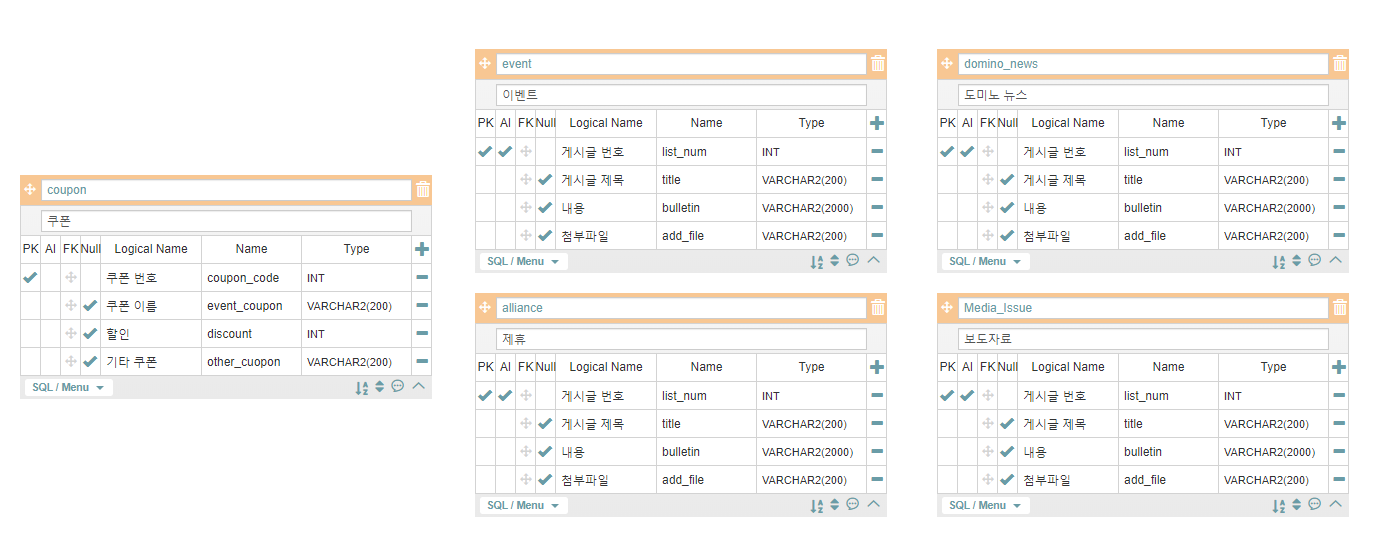 coupon
쿠폰
PK AI FK Null Logical Name Name Type
쿠폰 번호 coupon_code INT
쿠폰 이름 event_coupon VARCHAR2(200)
할인 discount INT
기타 쿠폰 other_cuopon VARCHAR2(200)
SQL / Menu
event
이벤트
PK AI FK Null Logical Name Name Type
게시글 번호 list_num INT
게시글 제목 title VARCHAR2(200)
내용 bulletin VARCHAR2(2000)
첨부파일 add_file VARCHAR2(200)
SQL / Menu
domino_news
도미노 뉴스
PK AI FK Null Logical Name Name Type
게시글 번호 list_num INT
게시글 제목 title VARCHAR2(200)
내용 bulletin VARCHAR2(2000)
첨부파일 add_file VARCHAR2(200)
SQL / Menu
alliance
제휴
PK AI FK Null Logical Name Name Type
게시글 번호 list_num INT
게시글 제목 title VARCHAR2(200)
내용 bulletin VARCHAR2(2000)
첨부파일 add_file VARCHAR2(200)
SQL / Menu
Media_Issue
보도자료
PK AI FK Null Logical Name Name Type
게시글 번호 list_num INT
게시글 제목 title VARCHAR2(200)
내용 bulletin VARCHAR2(2000)
첨부파일 add_file VARCHAR2(200)
SQL / Menu